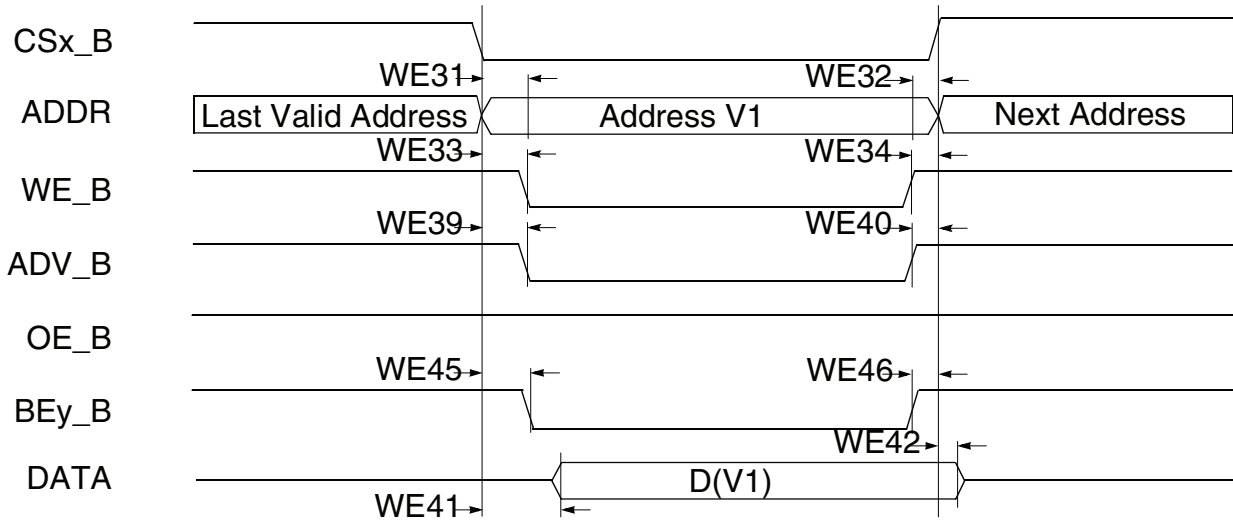 CSx_B
WE31
WE32
ADDR
Last Valid Address
Address V1
Next Address
WE33
WE34
WE_B
WE39
WE40
ADV_B
OE_B
WE45
WE46
BEy_B
WE42
DATA
D(V1)
WE41